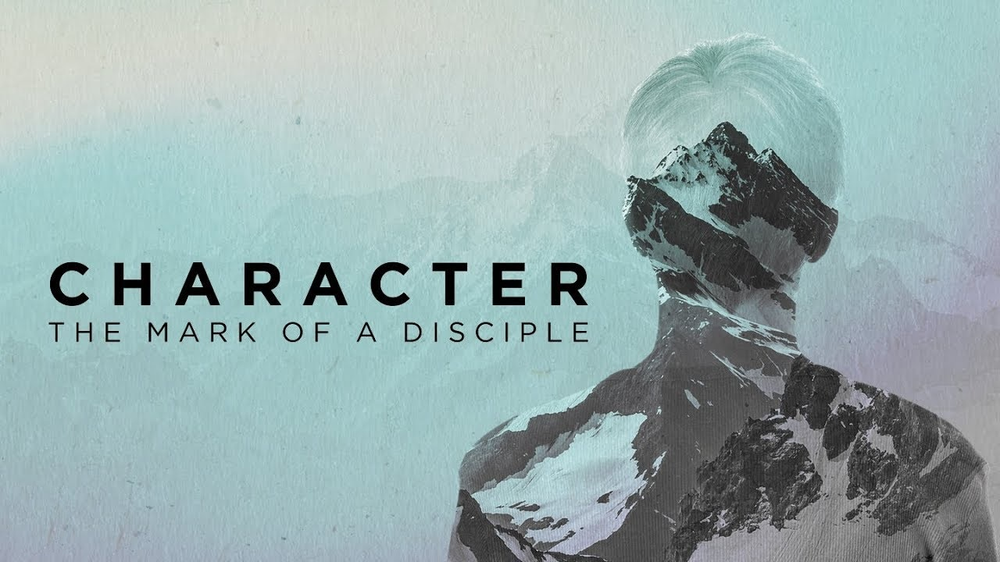 CHARACTER
THE MARK OF A DISCIPLE